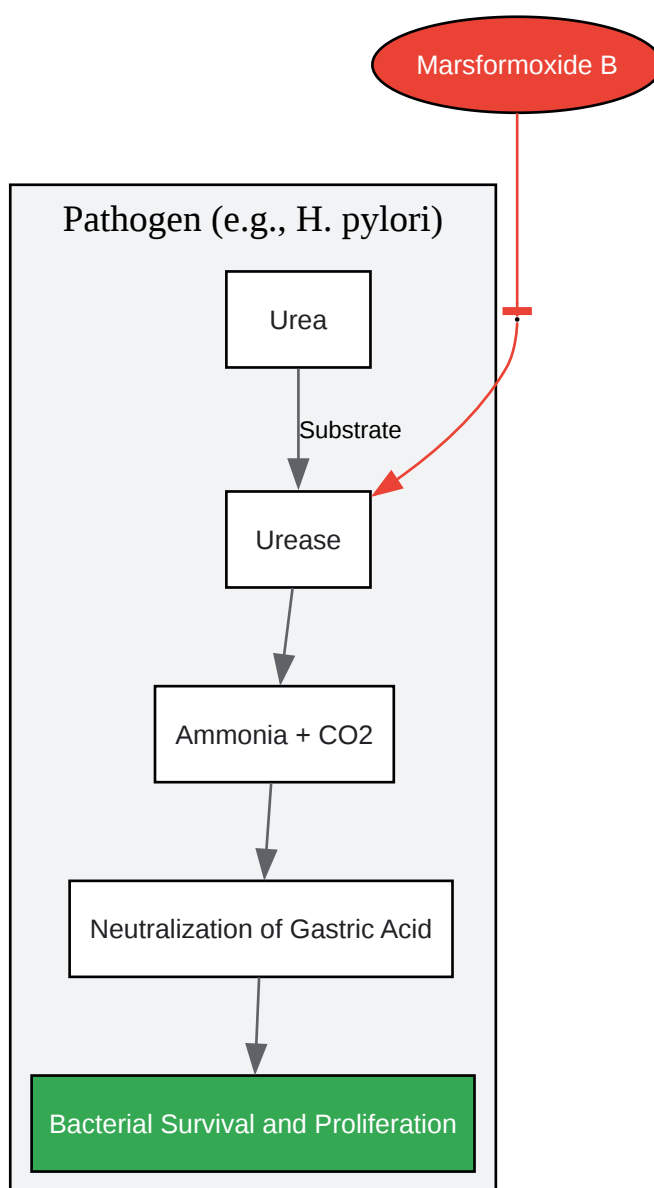 Marsformoxide B
Pathogen (e.g., H. pylori)
Urea
Substrate
Urease
Ammonia + CO2
Neutralization of Gastric Acid
Bacterial Survival and Proliferation